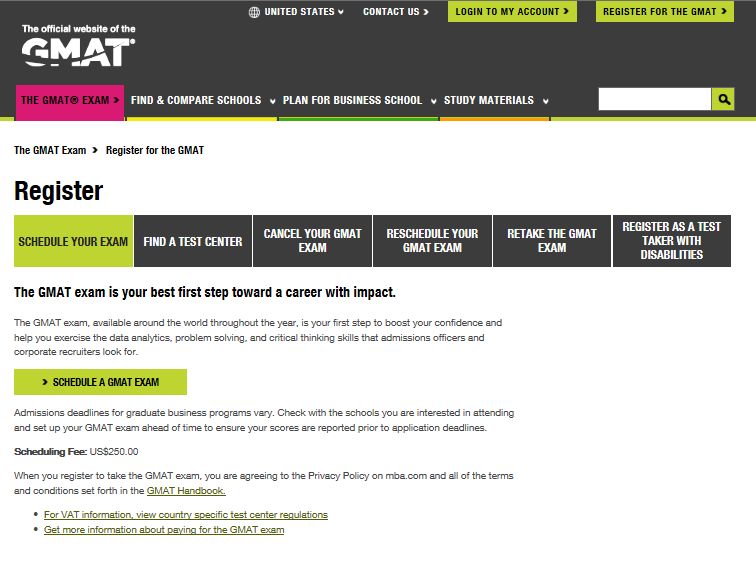 UNITED STATES CONTACT US LOGIN TO MY ACCOUNT REGISTER FOR THE GMAT
The official website of the
GMAT
THE GMAT® EXAM FIND & COMPARE SCHOOLS PLAN FOR BUSINESS SCHOOL STUDY MATERIALS
The GMAT Exam Register for the GMAT
Register
SCHEDULE YOUR EXAM
FIND A TEST CENTER
CANCEL YOUR GMAT
EXAM
RESCHEDULE YOUR
GMAT EXAM
RETAKE THE GMAT
EXAM
REGISTER AS A TEST
TAKER WITH
DISABILITIES
The GMAT exam is your best first step toward a career with impact.
The GMAT exam, available around the world throughout the year, is your first step to boost your confidence and
help you exercise the data analytics, problem solving, and critical thinking skills that admissions officers and
corporate recruiters look for.
SCHEDULE A GMAT EXAM
Admissions deadlines for graduate business programs vary. Check with the schools you are interested in attending
and set up your GMAT exam ahead of time to ensure your scores are reported prior to application deadlines.
Scheduling Fee: US$250.00
When you register to take the GMAT exam, you are agreeing to the Privacy Policy on mba.com and all of the terms
and conditions set forth in the GMAT Handbook.
• For VAT information, view country specific test center regulations
• Get more information about paying for the GMAT exam